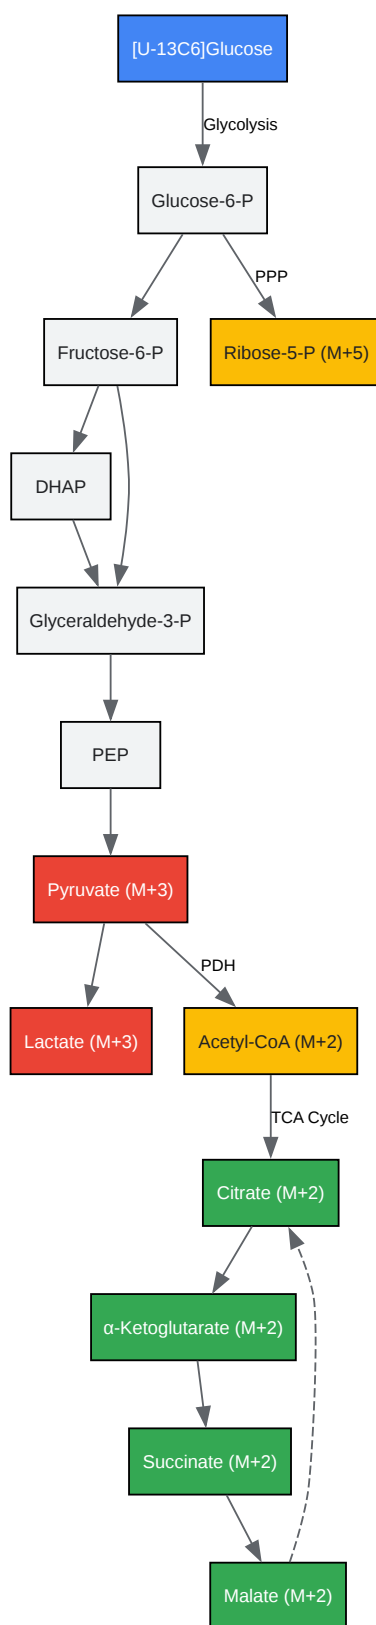 [U-13C6]Glucose
Glycolysis
Glucose-6-P
PPP
Fructose-6-P
Ribose-5-P (M+5)
DHAP
Glyceraldehyde-3-P
PEP
Pyruvate (M+3)
PDH
Lactate (M+3)
Acetyl-CoA (M+2)
TCA Cycle
Citrate (M+2)
α-Ketoglutarate (M+2)
Succinate (M+2)
Malate (M+2)